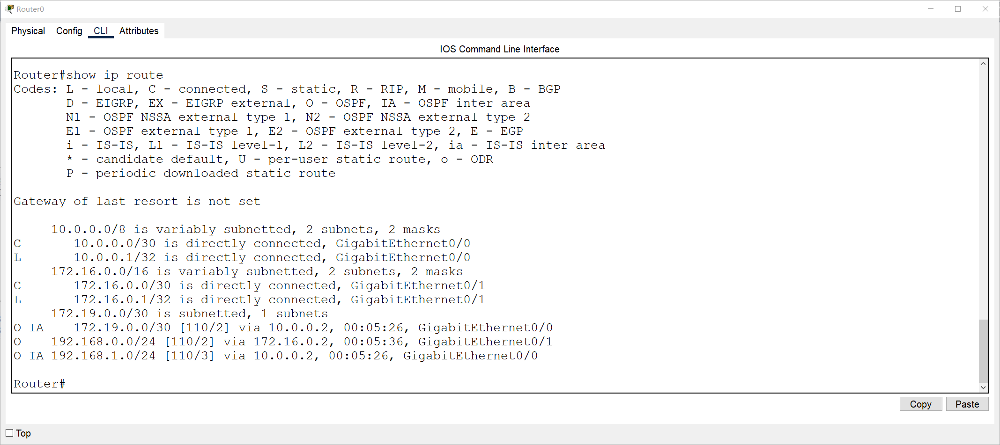 Router0
Physical Config CLI Attributes
IOS Command Line Interface
Router#show ip route
Codes: L - local, C - connected, S - static, R - RIP, M - mobile, B - BGP
       D - EIGRP, EX - EIGRP external, O - OSPF, IA - OSPF inter area
       N1 - OSPF NSSA external type 1, N2 - OSPF NSSA external type 2
       E1 - OSPF external type 1, E2 - OSPF external type 2, E - EGP
       i - IS-IS, L1 - IS-IS level-1, L2 - IS-IS level-2, ia - IS-IS inter area
       * - candidate default, U - per-user static route, o - ODR
       P - periodic downloaded static route
Gateway of last resort is not set
     10.0.0.0/8 is variably subnetted, 2 subnets, 2 masks
C       10.0.0.0/30 is directly connected, GigabitEthernet0/0
L       10.0.0.1/32 is directly connected, GigabitEthernet0/0
     172.16.0.0/16 is variably subnetted, 2 subnets, 2 masks
C       172.16.0.0/30 is directly connected, GigabitEthernet0/1
L       172.16.0.1/32 is directly connected, GigabitEthernet0/1
     172.19.0.0/30 is subnetted, 1 subnets
O IA    172.19.0.0/30 [110/2] via 10.0.0.2, 00:05:26, GigabitEthernet0/0
O    192.168.0.0/24 [110/2] via 172.16.0.2, 00:05:36, GigabitEthernet0/1
O IA 192.168.1.0/24 [110/3] via 10.0.0.2, 00:05:26, GigabitEthernet0/0
Router#
Copy Paste
Top